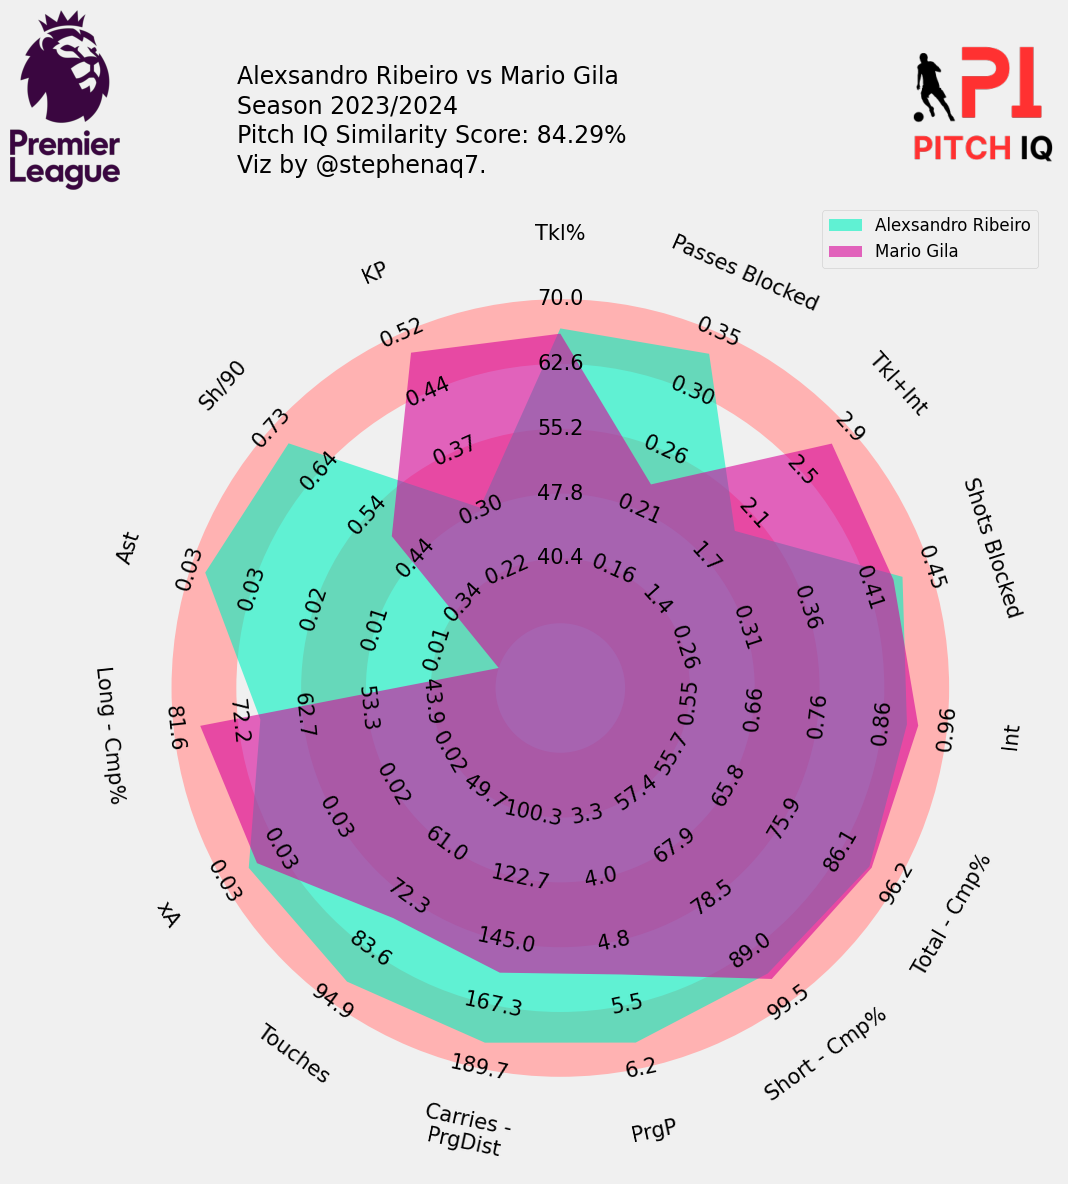 Premier
League
Alexsandro Ribeiro vs Mario Gila
Season 2023/2024
Pitch IQ Similarity Score: 84.29%
Viz by @stephenaq7.
PI
PITCH IQ
Alexsandro Ribeiro
Mario Gila
Tkl%
70.0
62.6
55.2
47.8
40.4
Passes Blocked
0.35
0.30
0.26
0.21
0.16
Tkl+Int
2.9
2.5
2.1
1.7
1.4
Shots Blocked
0.45
0.41
0.36
0.31
0.26
Int
0.96
0.86
0.76
0.66
0.55
Total - Cmp%
96.2
86.1
75.9
65.8
55.7
Short - Cmp%
99.5
89.0
78.5
67.9
57.4
PrgP
6.2
5.5
4.8
4.0
3.3
Carries -
PrgDist
189.7
167.3
145.0
122.7
100.3
Touches
94.9
83.6
72.3
61.0
49.7
xA
0.03
0.03
0.03
0.02
0.02
Long - Cmp%
81.6
72.2
62.7
53.3
43.9
Ast
0.03
0.03
0.02
0.01
0.01
Sh/90
0.73
0.64
0.54
0.44
0.34
KP
0.52
0.44
0.37
0.30
0.22